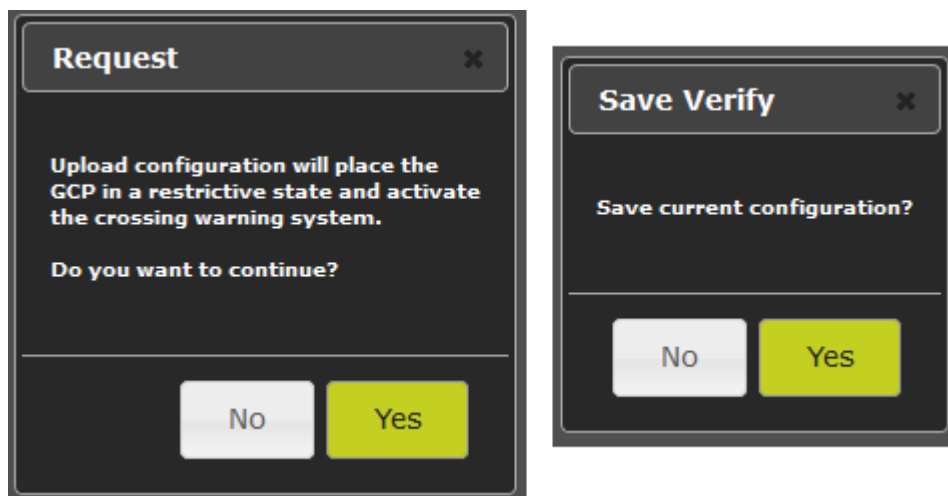 Request
Upload configuration will place the
GCP in a restrictive state and activate
the crossing warning system.
Do you want to continue?
No
Yes
Save Verify
Save current configuration?
No
Yes